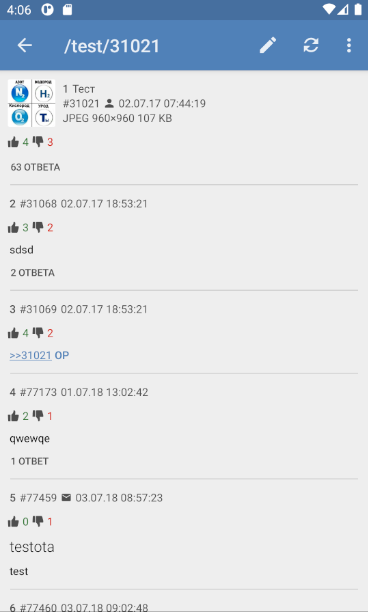 4:06
/test/31021
АЗОТ ВОДОРОД
N H₂
Кислород УГЛЕРОД
O₂
1 Тест
#31021 02.07.17 07:44:19
JPEG 960×960 107 KB
4 3
63 ОТВЕТА
2 #31068 02.07.17 18:53:21
3 2
sdsd
2 ОТВЕТА
3 #31069 02.07.17 18:53:21
4 2
>>31021 OP
4 #77173 01.07.18 13:02:42
2 1
qwewqe
1 ОТВЕТ
5 #77459 03.07.18 08:57:23
0 1
testota
test
6 #77460 03.07.18 09:02:48